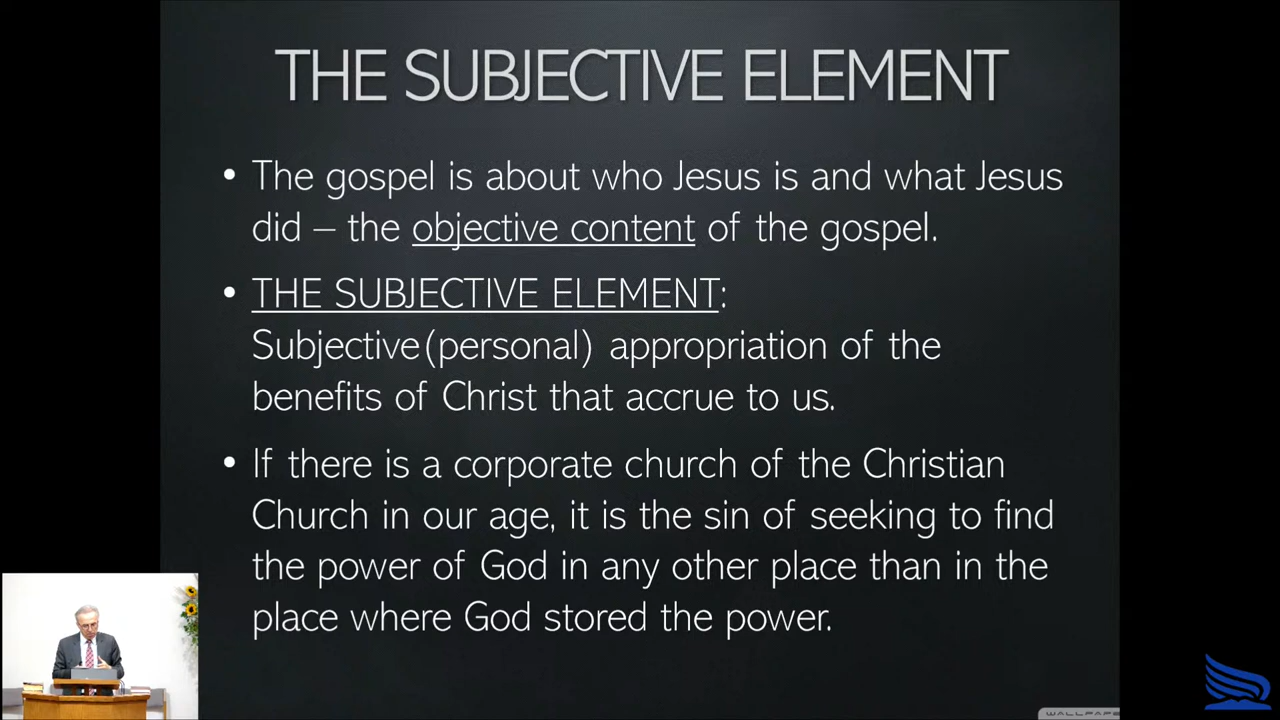 THE SUBJECTIVE ELEMENT
• The gospel is about who Jesus is and what Jesus
did – the objective content of the gospel.
• THE SUBJECTIVE ELEMENT:
Subjective(personal) appropriation of the
benefits of Christ that accrue to us.
• If there is a corporate church of the Christian
Church in our age, it is the sin of seeking to find
the power of God in any other place than in the
place where God stored the power.